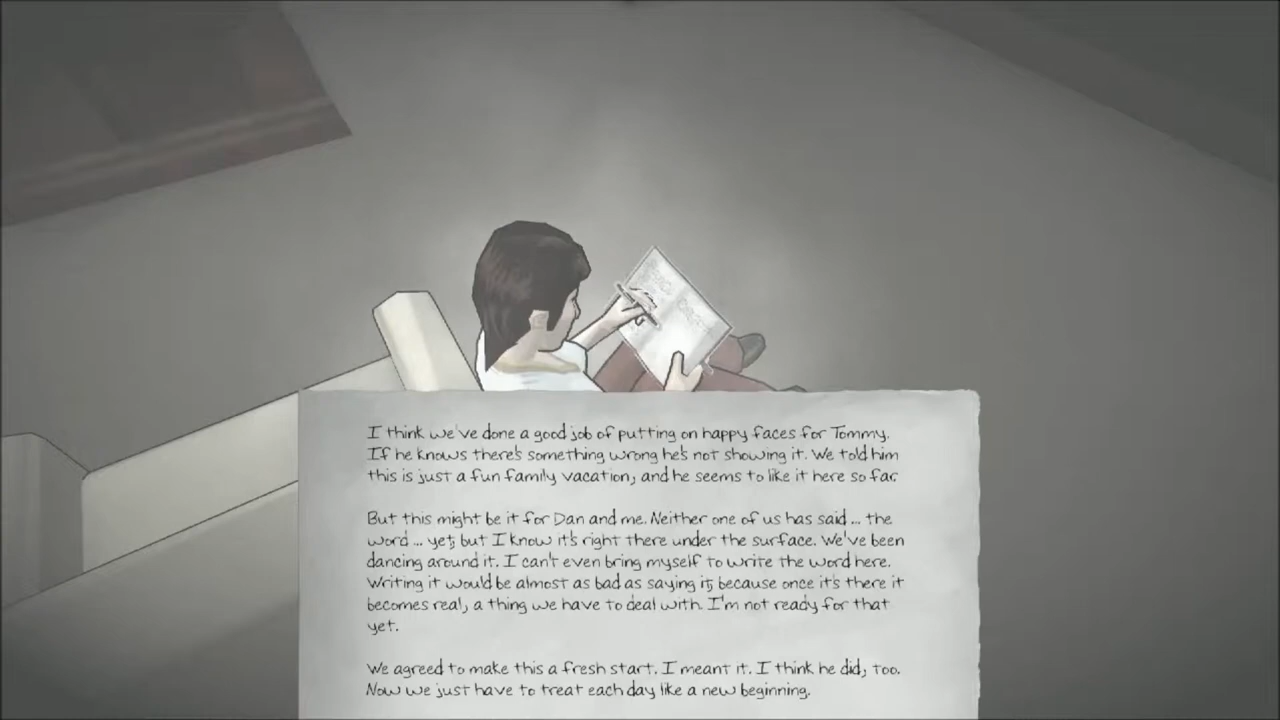 I think we've done a good job of putting on happy faces for Tommy.
If he knows there's something wrong he's not showing it. We told him
this is just a fun family vacation, and he seems to like it here so far.
But this might be it for Dan and me. Neither one of us has said ... the
word ... yet, but I know it's right there under the surface. We've been
dancing around it. I can't even bring myself to write the word here.
Writing it would be almost as bad as saying it, because once it's there it
becomes real, a thing we have to deal with. I'm not ready for that
yet.
We agreed to make this a fresh start. I meant it. I think he did, too.
Now we just have to treat each day like a new beginning.